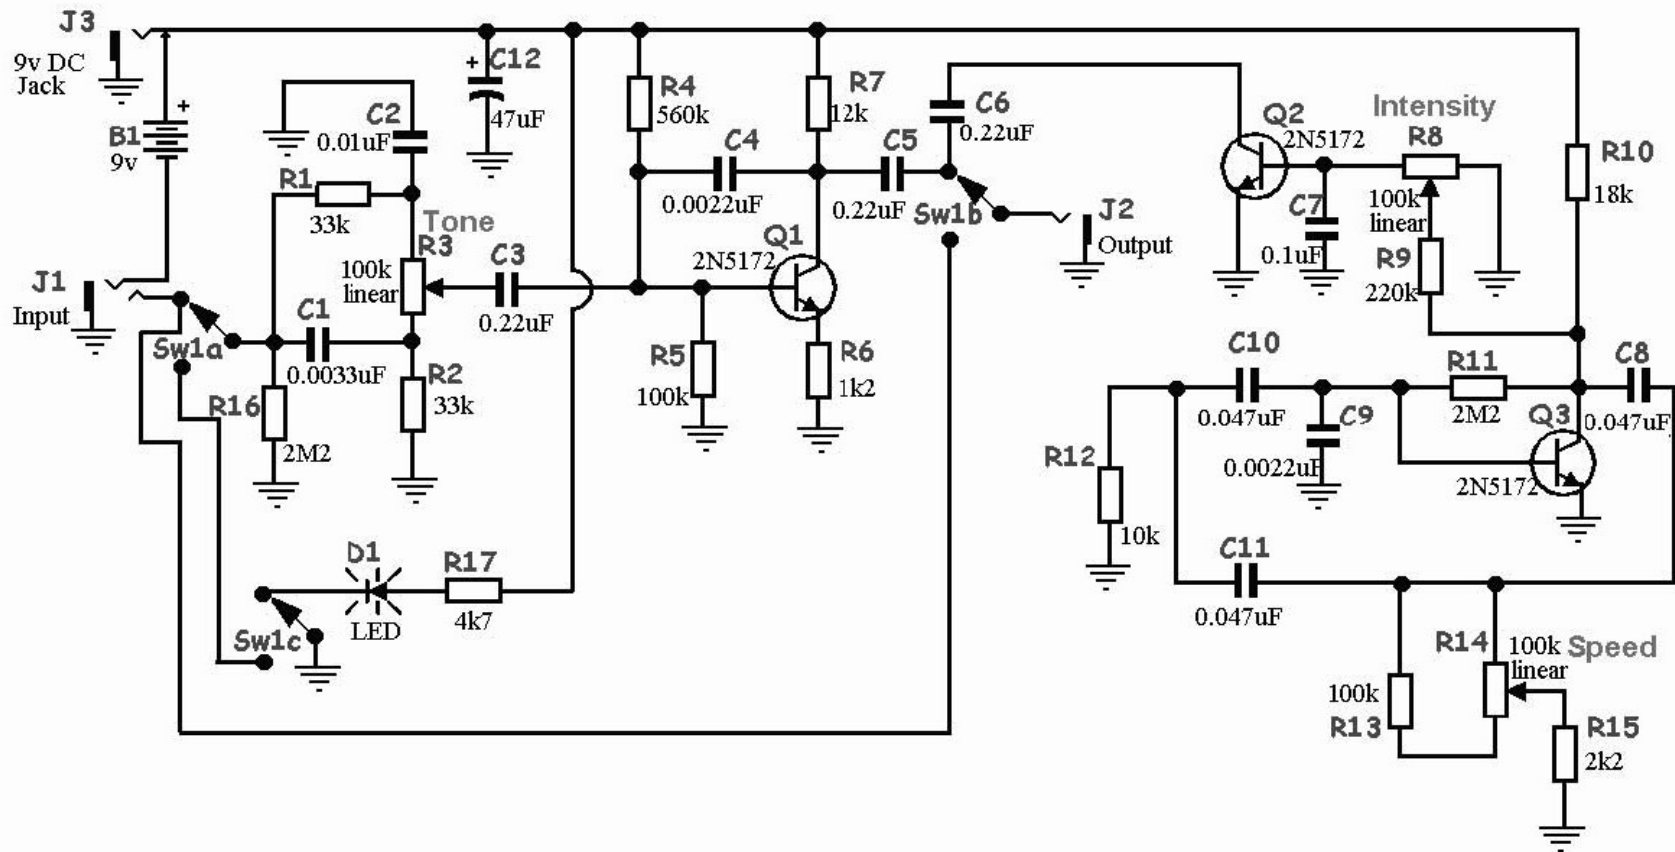 J3
9v DC
Jack
B1
+
9v
J1
Input
C2
0.01uF
R1
33k
Tone
R3
100k
linear
C1
0.0033uF
Sw1a
R16
2M2
R2
33k
+
C12
47uF
C3
0.22uF
R4
560k
C4
0.0022uF
R7
12k
C5
0.22uF
C6
0.22uF
Q1
2N5172
R5
100k
R6
1k2
Sw1b
J2
Output
Q2
2N5172
Intensity
R8
100k
linear
C7
0.1uF
R9
220k
R10
18k
C10
0.047uF
R11
2M2
C8
0.047uF
C9
0.0022uF
Q3
2N5172
R12
10k
C11
0.047uF
R14
100k
linear
Speed
100k
R13
R15
2k2
D1
LED
R17
4k7
Sw1c